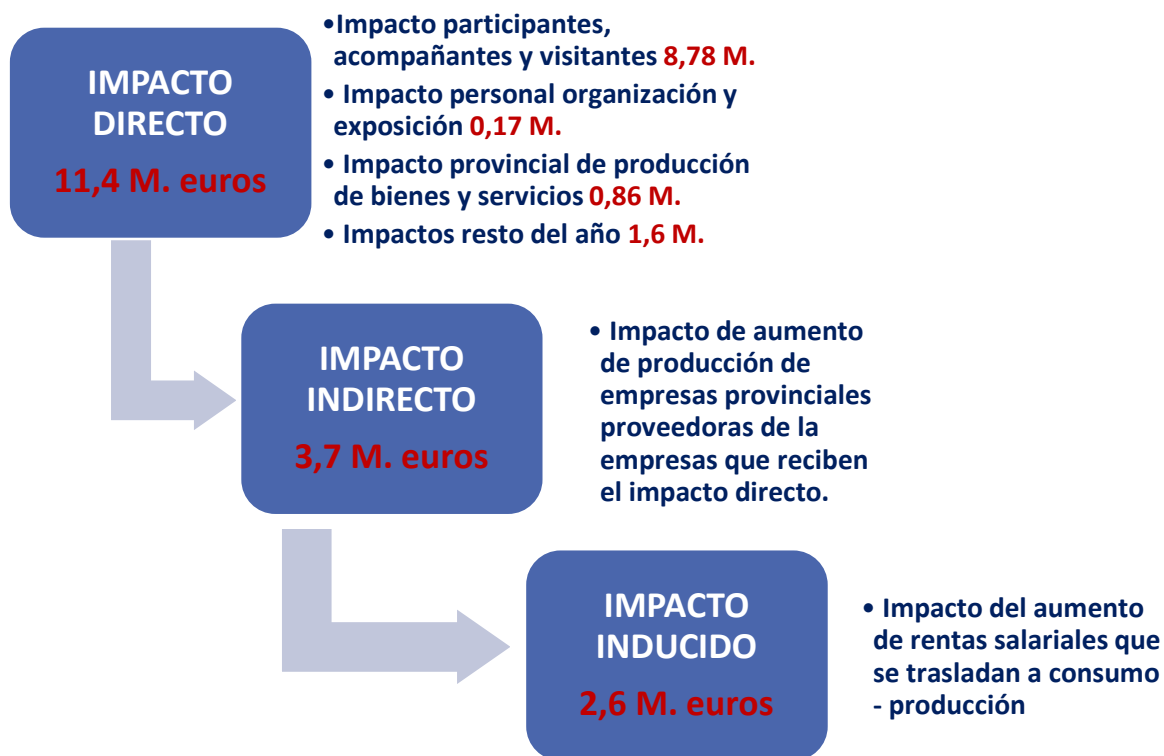 IMPACTO
DIRECTO
11,4 M. euros
•Impacto participantes,
acompañantes y visitantes 8,78 M.
• Impacto personal organización y
exposición 0,17 M.
• Impacto provincial de producción
de bienes y servicios 0,86 M.
• Impactos resto del año 1,6 M.
IMPACTO
INDIRECTO
3,7 M. euros
• Impacto de aumento
de producción de
empresas provinciales
proveedoras de la
empresas que reciben
el impacto directo.
IMPACTO
INDUCIDO
2,6 M. euros
• Impacto del aumento
de rentas salariales que
se trasladan a consumo
- producción